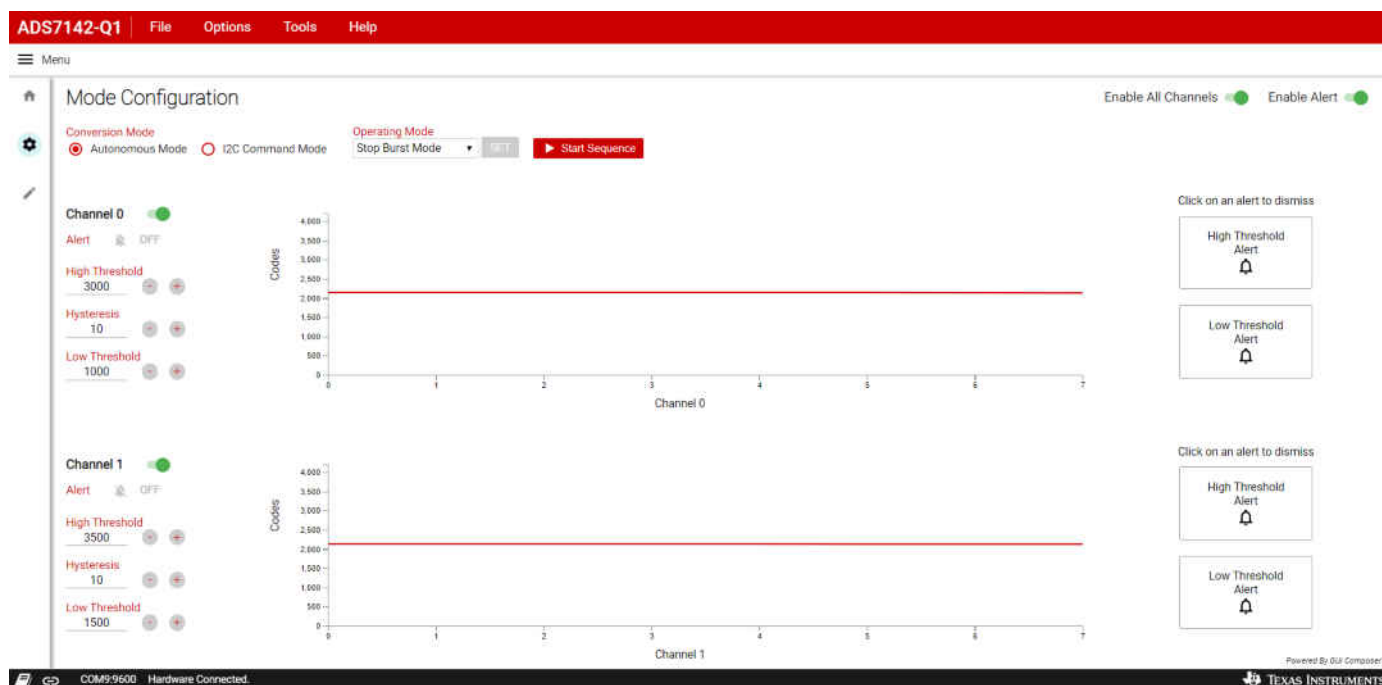 ADS7142-Q1 File Options Tools Help
Menu
Mode Configuration
Enable All Channels Enable Alert
Conversion Mode Operating Mode
Autonomous Mode I2C Command Mode Stop Burst Mode SET Start Sequence
Click on an alert to dismiss
Channel 0
Alert OFF
High Threshold
3000
Hysteresis
10
Low Threshold
1000
Codes
4,000
3,500
3,000
2,500
2,000
1,500
1,000
500
0
0 1 2 3 4 5 6 7
Channel 0
High Threshold
Alert
Low Threshold
Alert
Click on an alert to dismiss
Channel 1
Alert OFF
High Threshold
3500
Hysteresis
10
Low Threshold
1500
Codes
4,000
3,500
3,000
2,500
2,000
1,500
1,000
500
0
0 1 2 3 4 5 6 7
Channel 1
High Threshold
Alert
Low Threshold
Alert
Powered By GUI Composer
COM9:9600 Hardware Connected. TEXAS INSTRUMENTS